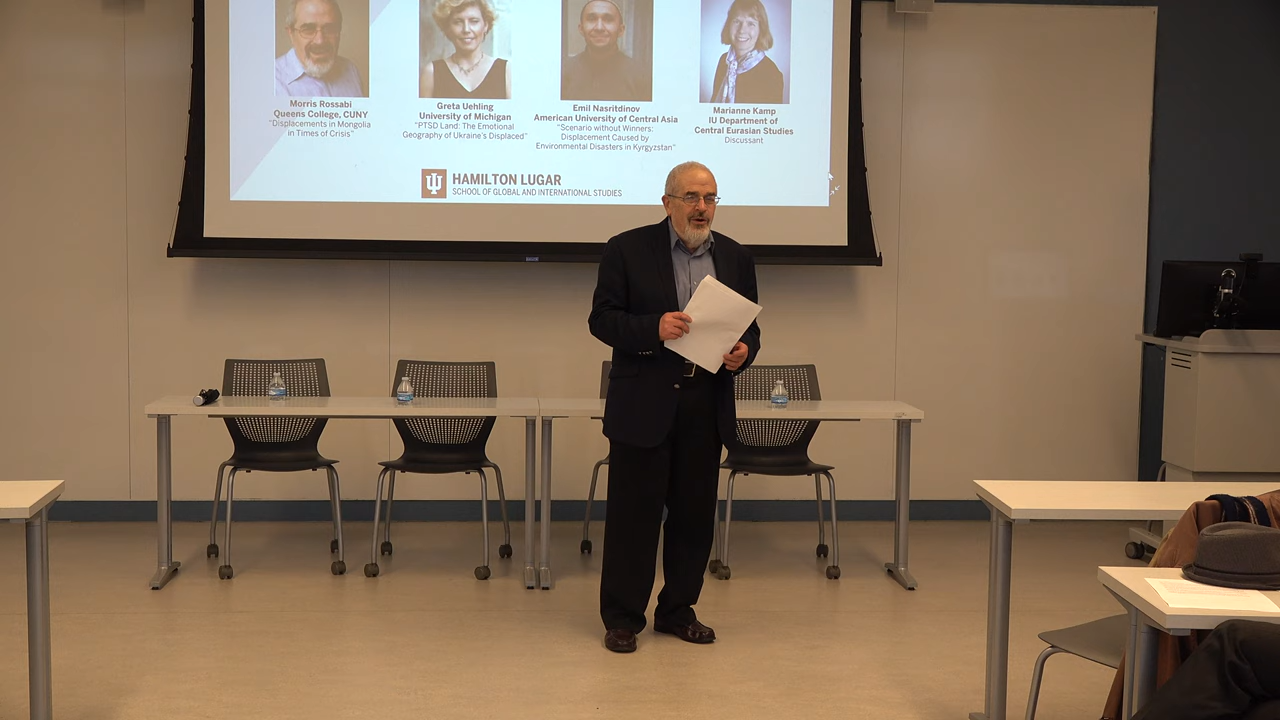 Morris Rossabi
Queens College, CUNY
"Displacements in Mongolia
in Times of Crisis"
Greta Uehling
University of Michigan
"PTSD Land: The Emotional
Geography of Ukraine's Displaced"
Emil Nasritdinov
American University of Central Asia
"Scenario without Winners:
Displacement Caused by
Environmental Disasters in Kyrgyzstan"
Marianne Kamp
IU Department of
Central Eurasian Studies
Discussant
HAMILTON LUGAR
SCHOOL OF GLOBAL AND INTERNATIONAL STUDIES